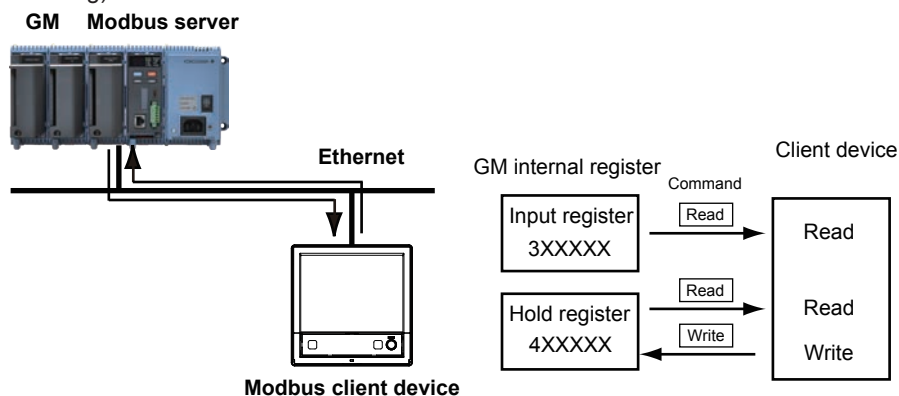 GM Modbus server
YOKOGAWA
Ethernet
Modbus client device
GM internal register
Client device
Command
Input register
3XXXXX
Read
Read
Hold register
4XXXXX
Read
Read
Write
Write